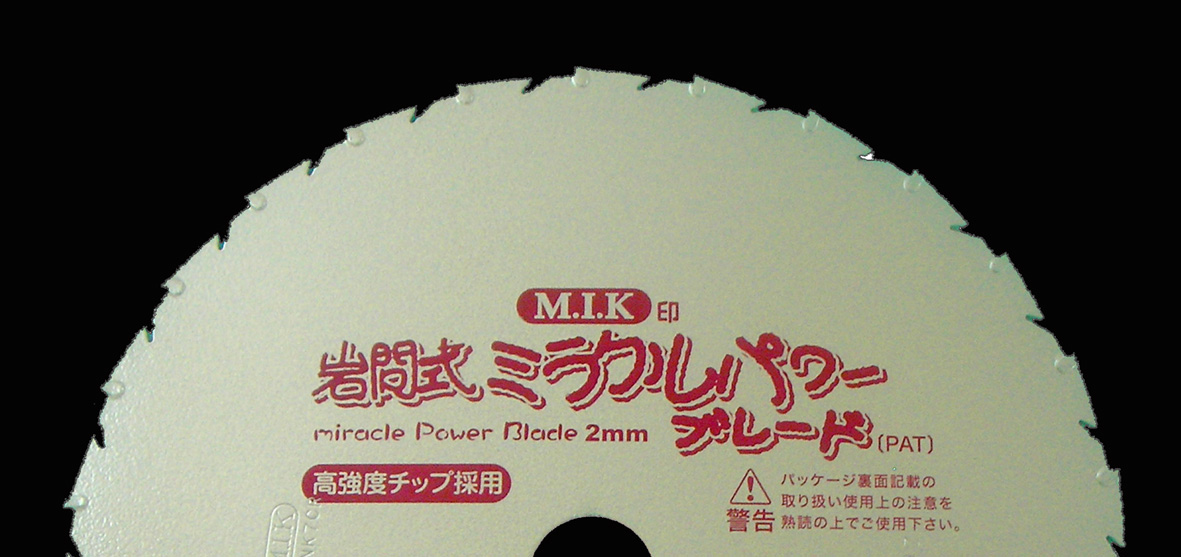 M.I.K印
岩間式ミラクルパワー
ブレード(PAT)
miracle Power Blade 2mm
高強度チップ採用
警告
パッケージ裏面記載の
取り扱い使用上の注意を
熟読の上でご使用下さい。
M.I.K